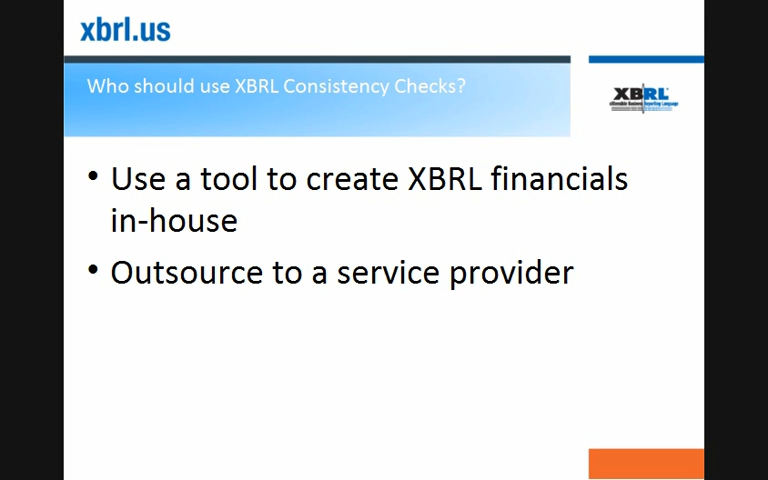 xbrl.us
Who should use XBRL Consistency Checks?
XBRL
• Use a tool to create XBRL financials
in-house
• Outsource to a service provider